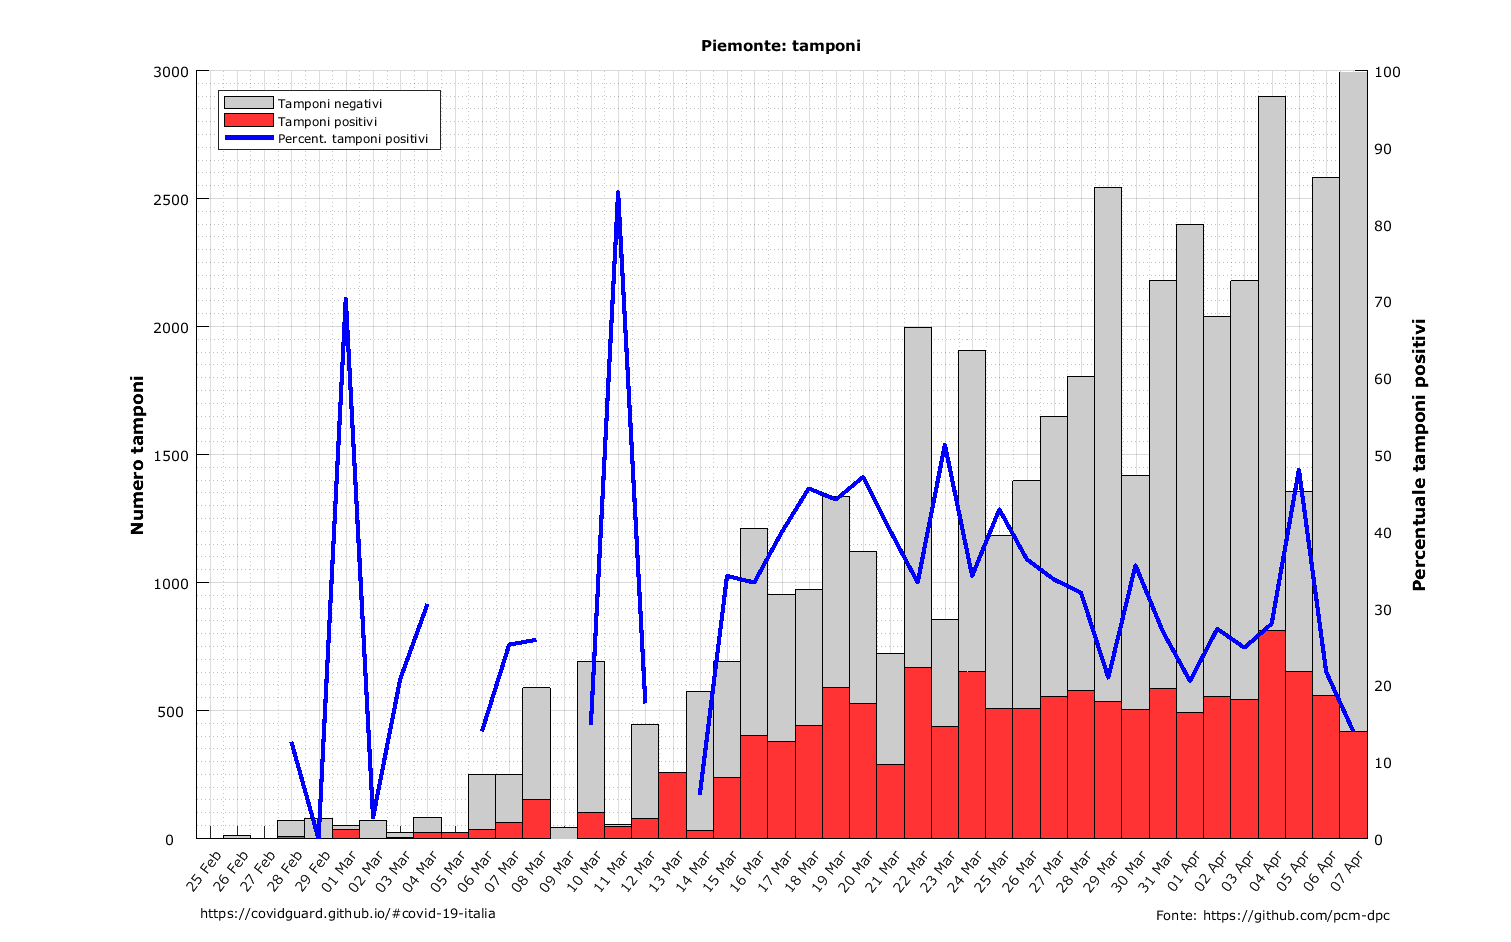 Piemonte: tamponi
Tamponi negativi
Tamponi positivi
Percent. tamponi positivi
Numero tamponi
3000
2500
2000
1500
1000
500
0
Percentuale tamponi positivi
100
90
80
70
60
50
40
30
20
10
0
25 Feb
26 Feb
27 Feb
28 Feb
29 Feb
01 Mar
02 Mar
03 Mar
04 Mar
05 Mar
06 Mar
07 Mar
08 Mar
09 Mar
10 Mar
11 Mar
12 Mar
13 Mar
14 Mar
15 Mar
16 Mar
17 Mar
18 Mar
19 Mar
20 Mar
21 Mar
22 Mar
23 Mar
24 Mar
25 Mar
26 Mar
27 Mar
28 Mar
29 Mar
30 Mar
31 Mar
01 Apr
02 Apr
03 Apr
04 Apr
05 Apr
06 Apr
07 Apr
https://covidguard.github.io/#covid-19-italia
Fonte: https://github.com/pcm-dpc